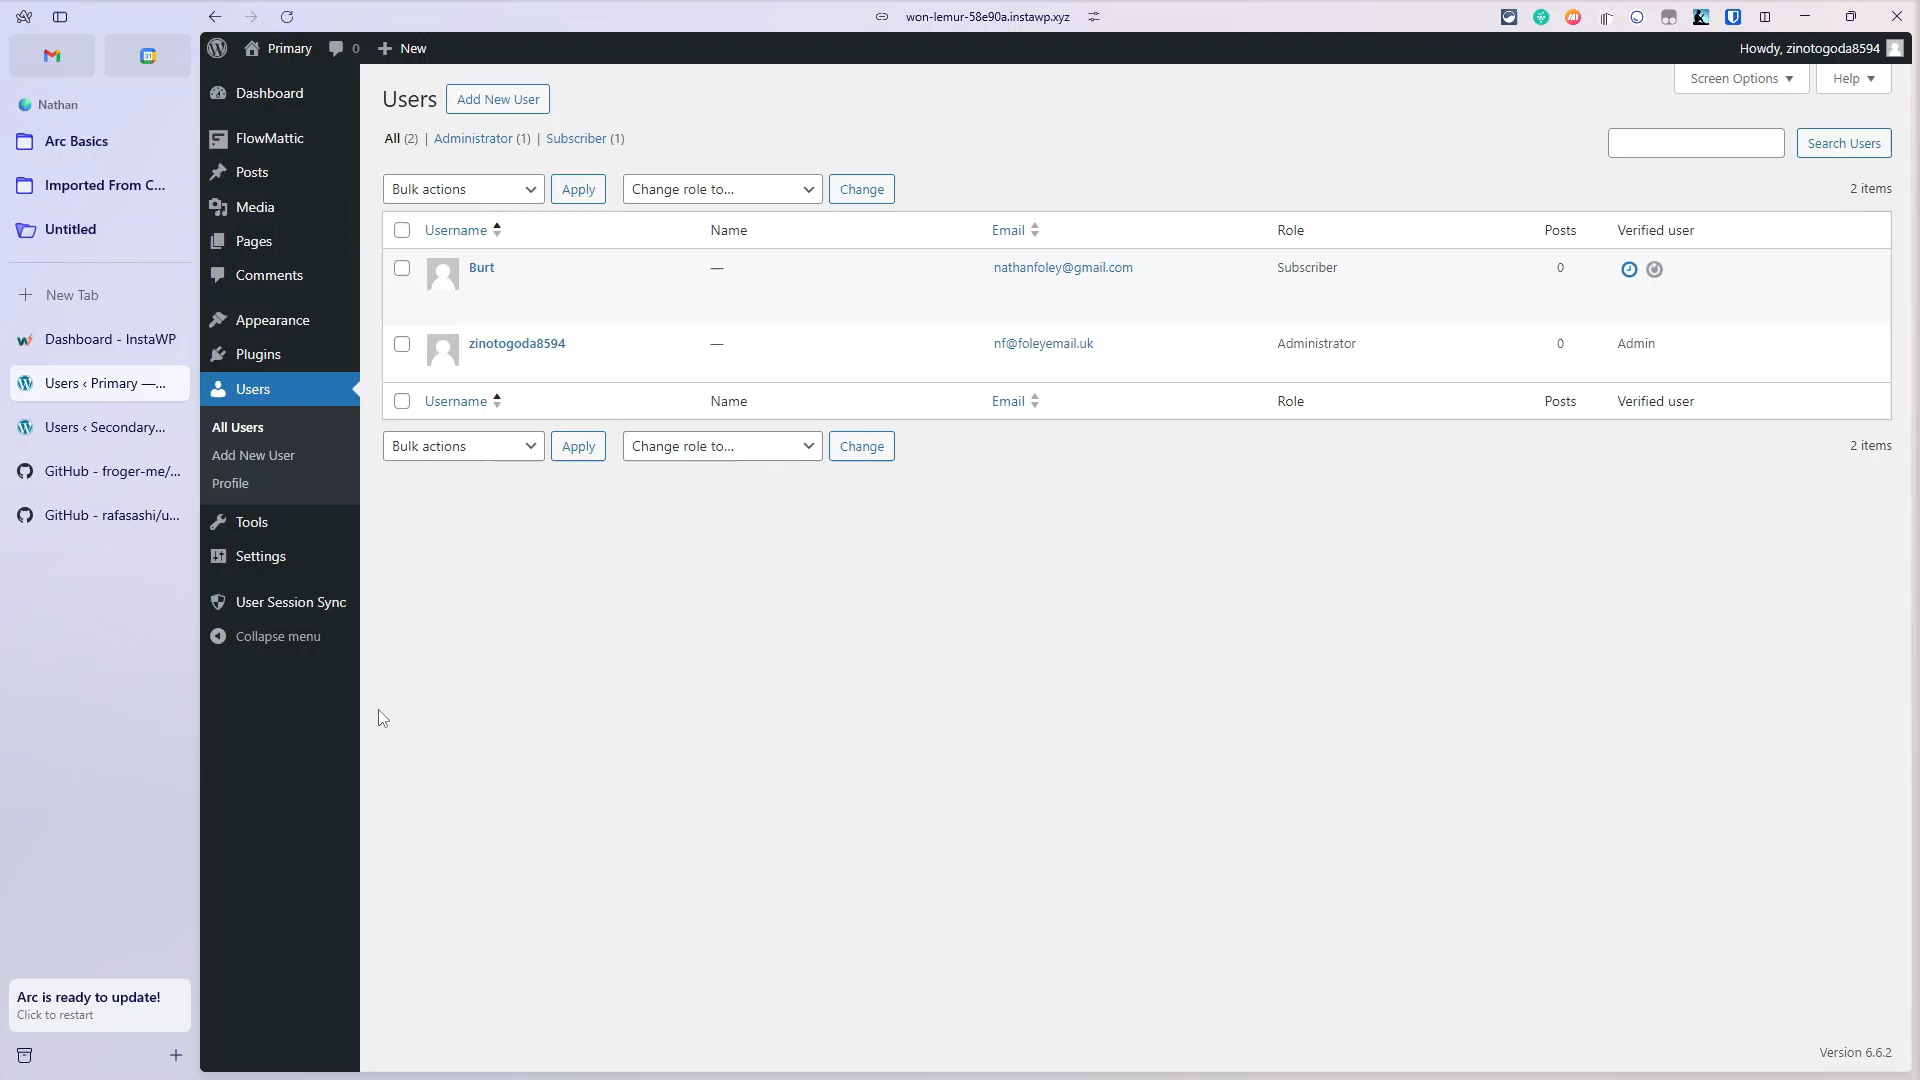 won-lemur-58e90a.instawp.xyz
Nathan
Arc Basics
Imported From C...
Untitled
New Tab
Dashboard - InstaWP
Users ‹ Primary —...
Users ‹ Secondary...
GitHub - froger-me/...
GitHub - rafasashi/u...
Arc is ready to update!
Click to restart
Primary 0 New
Howdy, zinotogoda8594
Dashboard
FlowMattic
Posts
Media
Pages
Comments
Appearance
Plugins
Users
All Users
Add New User
Profile
Tools
Settings
User Session Sync
Collapse menu
Screen Options Help
Users Add New User
All (2) | Administrator (1) | Subscriber (1)
Search Users
Bulk actions Apply Change role to... Change 2 items
Username Name Email Role Posts Verified user
Burt — nathanfoley@gmail.com Subscriber 0
zinotogoda8594 — nf@foleyemail.uk Administrator 0 Admin
Username Name Email Role Posts Verified user
Bulk actions Apply Change role to... Change 2 items
Version 6.6.2